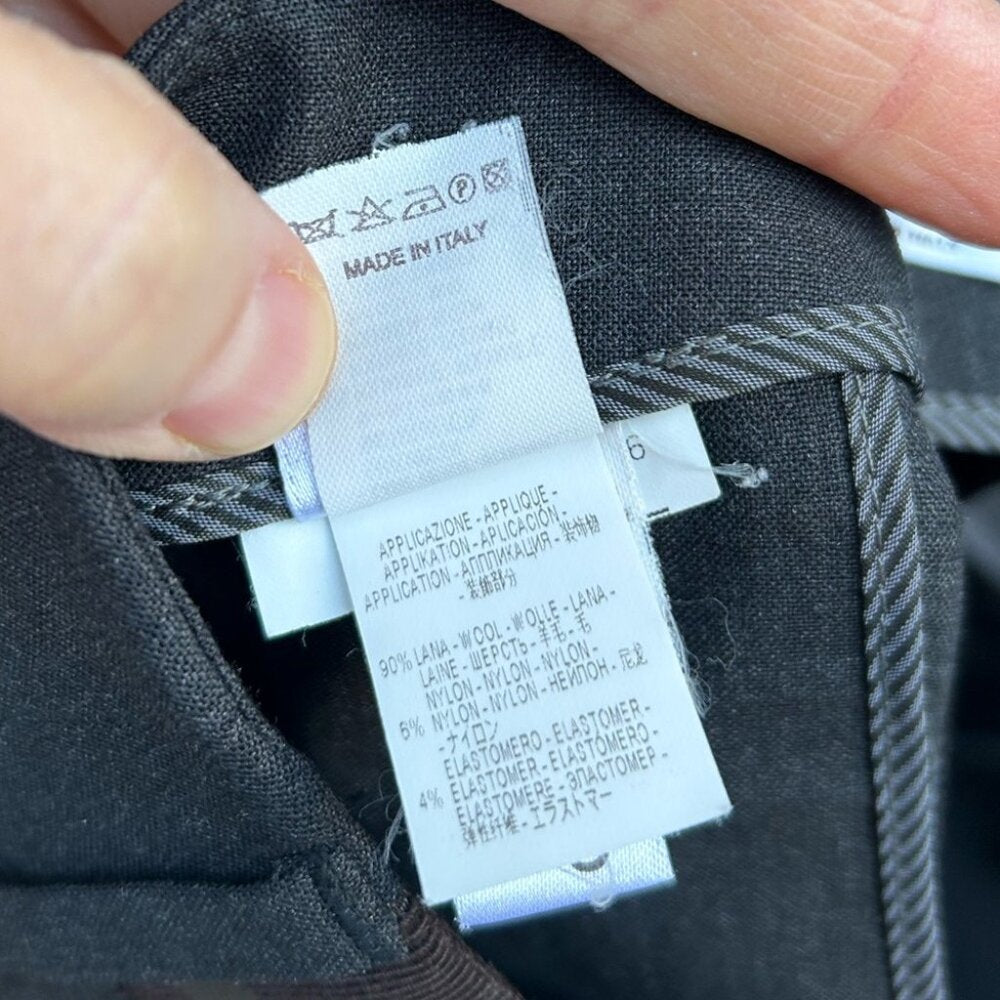 P
MADE IN ITALY
6
APPLICAZIONE - APPLIQUE -
APPLIKATION - APLICACIÓN -
APPLICATION - АППЛИКАЦИЯ - 装饰物
- 装飾部分
90% LANA - WOOL - WOLLE - LANA -
LAINE - ШЕРСТЬ - 羊毛 - 毛
NYLON - NYLON - NYLON -
6% NYLON - NYLON - НЕЙЛОН - 尼龙
- ナイロン
ELASTOMERO - ELASTOMER -
ELASTOMER - ELASTOMERO -
4% ELASTOMERE - ЭЛАСТОМЕР -
弹性纤维 - エラストマー